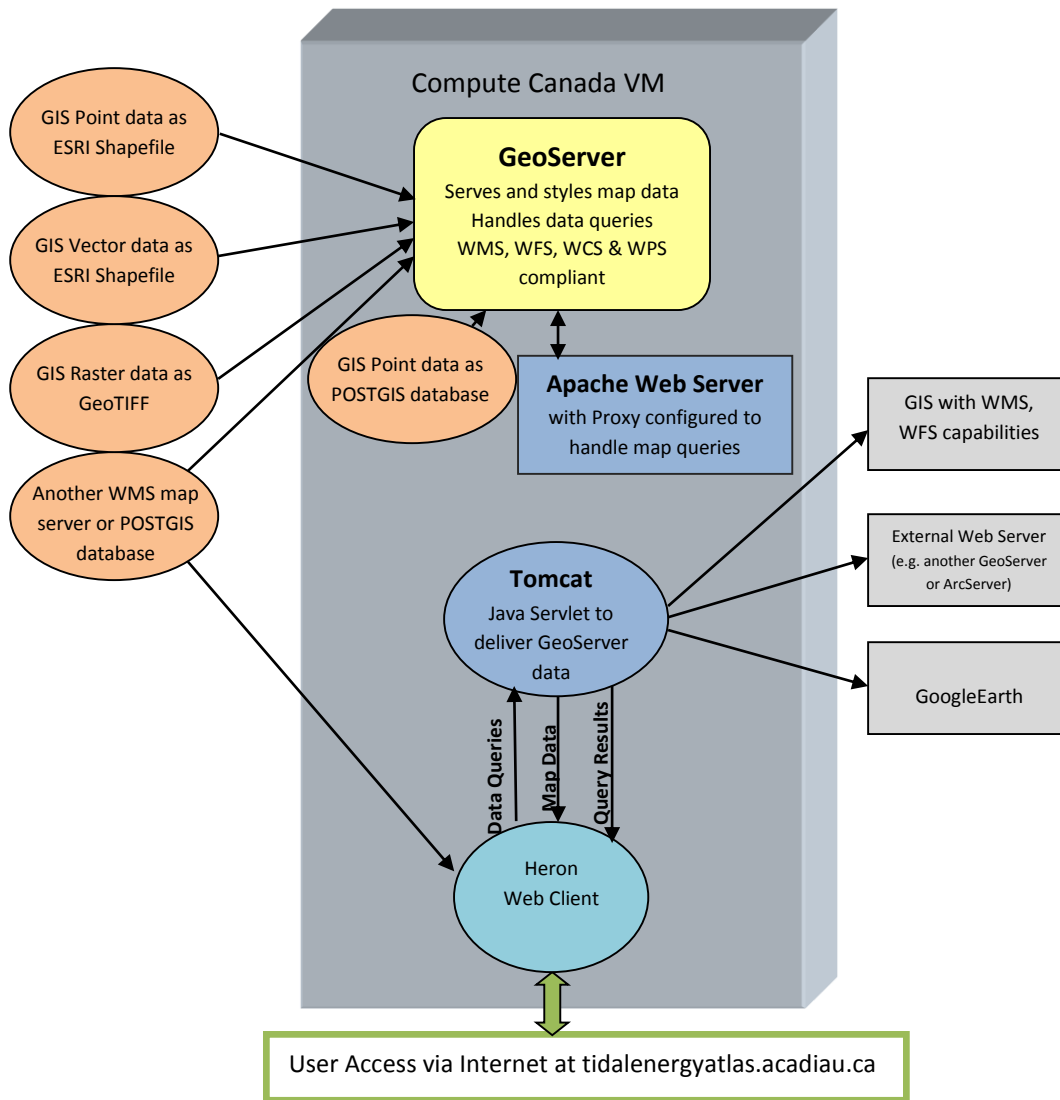 Compute Canada VM
GIS Point data as
ESRI Shapefile
GIS Vector data as
ESRI Shapefile
GIS Raster data as
GeoTIFF
Another WMS map
server or POSTGIS
database
GeoServer
Serves and styles map data
Handles data queries
WMS, WFS, WCS & WPS
compliant
GIS Point data as
POSTGIS database
Apache Web Server
with Proxy configured to
handle map queries
GIS with WMS,
WFS capabilities
External Web Server
(e.g. another GeoServer
or ArcServer)
GoogleEarth
Tomcat
Java Servlet to
deliver GeoServer
data
Data Queries
Map Data
Query Results
Heron
Web Client
User Access via Internet at tidalenergyatlas.acadiau.ca